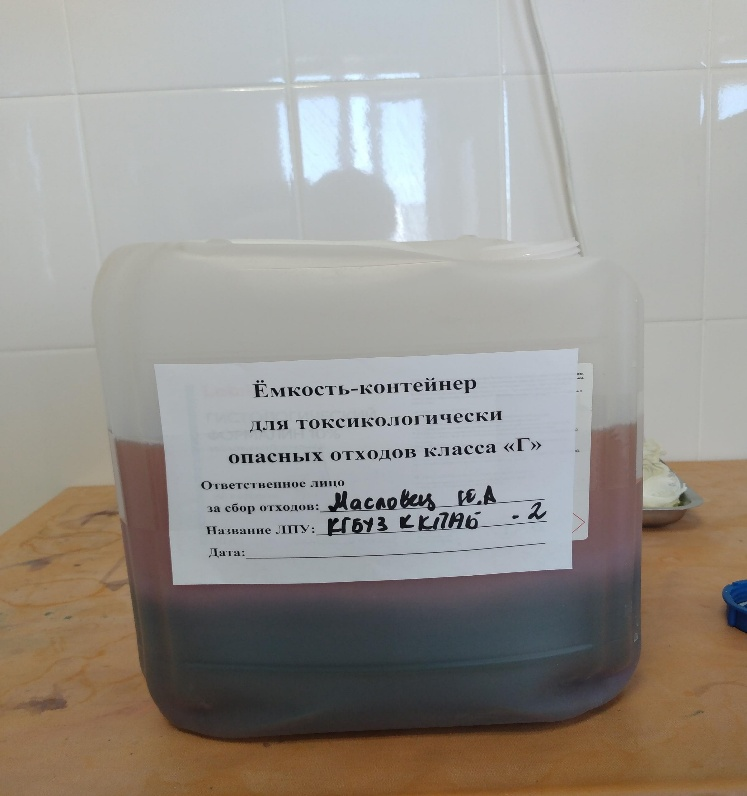 Ёмкость-контейнер
для токсикологически
опасных отходов класса «Г»
Ответственное лицо
за сбор отходов: Масловец
Название ЛПУ: КГБУЗ ККПАБ - 2
Дата: